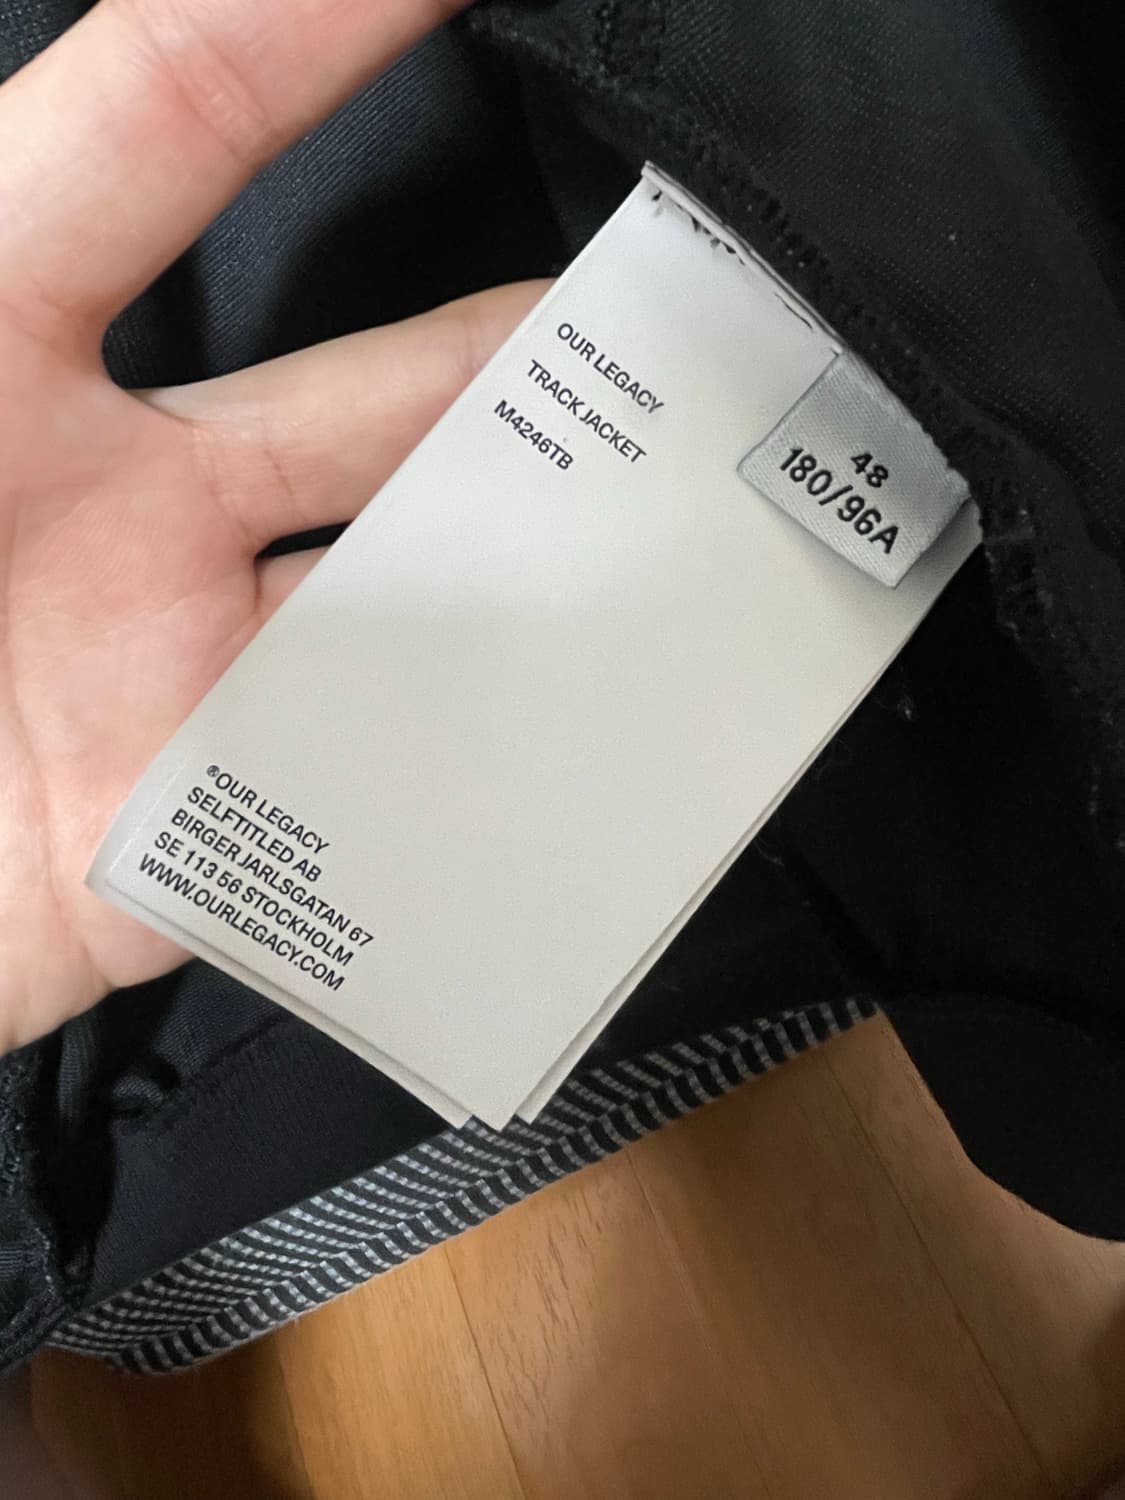 OUR LEGACY
TRACK JACKET
M4246TB
48
180/96A
®OUR LEGACY
SELFTITLED AB
BIRGER JARLSGATAN 67
SE 113 56 STOCKHOLM
WWW.OURLEGACY.COM